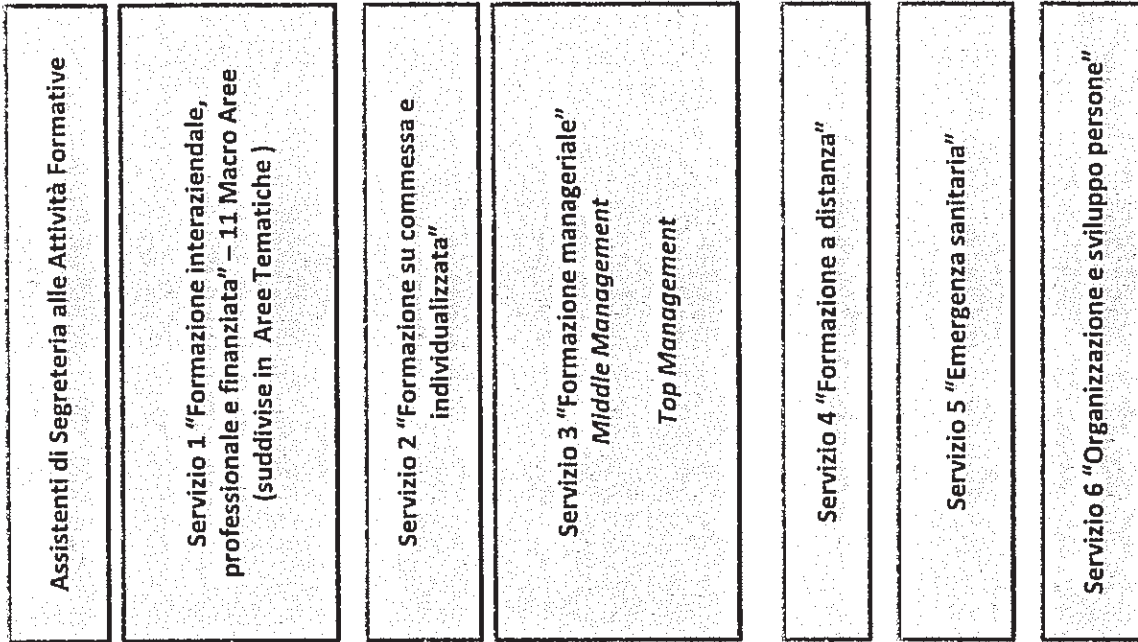 Assistenti di Segreteria alle Attività Formative
Servizio 1 “Formazione interaziendale,
professionale e finanziata” – 11 Macro Aree
(suddivise in Aree Tematiche )
Servizio 2 “Formazione su commessa e
individualizzata”
Servizio 3 “Formazione manageriale”
Middle Management
Top Management
Servizio 4 “Formazione a distanza”
Servizio 5 “Emergenza sanitaria”
Servizio 6 “Organizzazione e sviluppo persone”